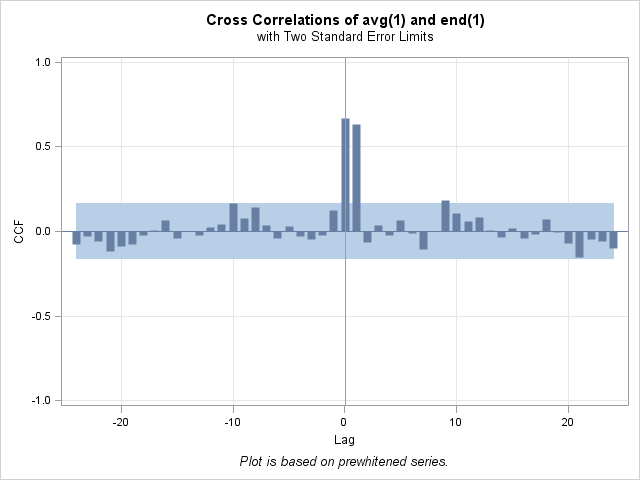 Cross Correlations of avg(1) and end(1)
with Two Standard Error Limits
1.0
0.5
0.0
-0.5
-1.0
CCF
-20
-10
0
10
20
Lag
Plot is based on prewhitened series.